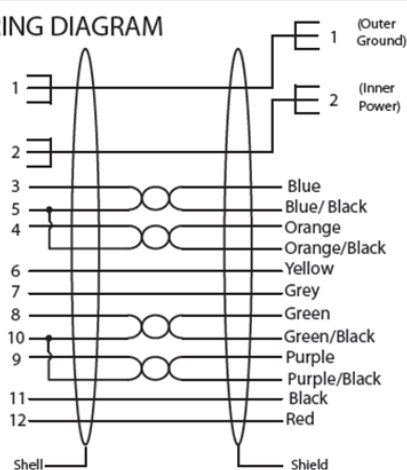 RING DIAGRAM
1 (Outer Ground)
1
2 (Inner Power)
2
3 Blue
5 Blue/ Black
4 Orange
Orange/Black
6 Yellow
7 Grey
8 Green
10 Green/Black
9 Purple
Purple/Black
11 Black
12 Red
Shell Shield